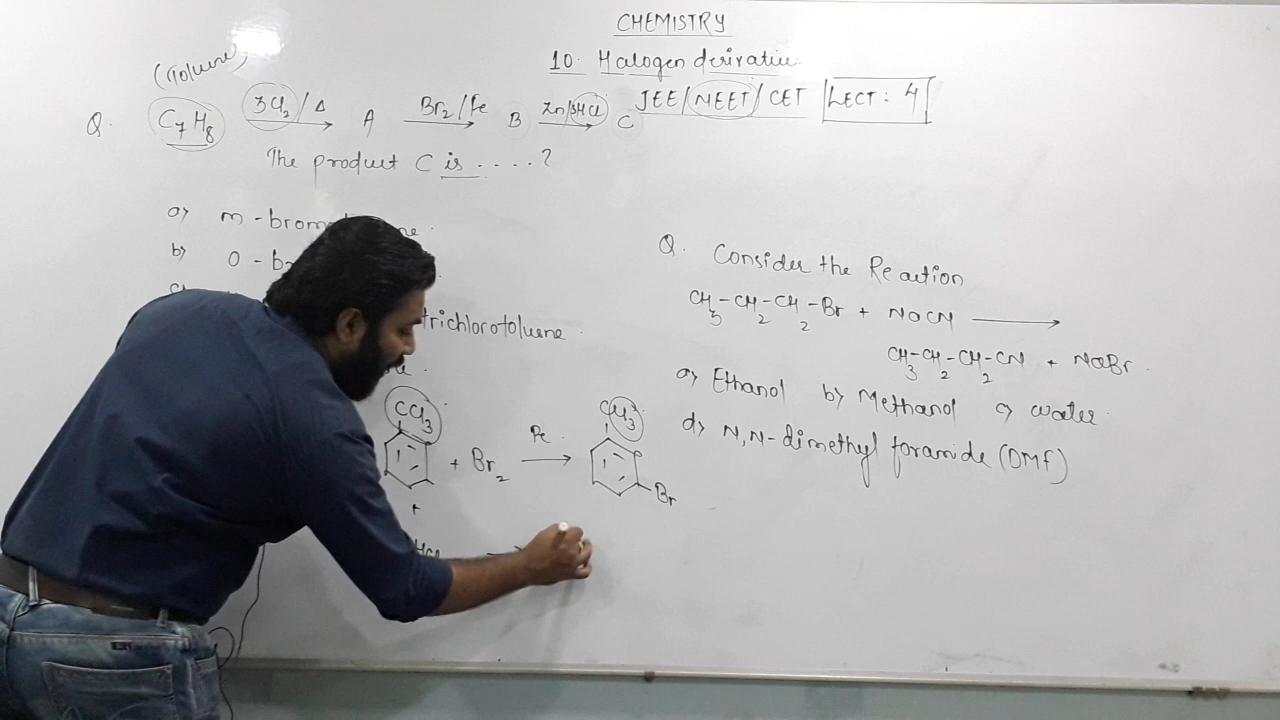 CHEMISTRY
10. Halogen derivative.
JEE/NEET/CET LECT: 4
(Toluene)
Q. C7H8 3Cl2/Δ A Br2/Fe B Zn/3HCl C
The product C is ....?
a) m-
b) O-
trichlorotoluene.
CCl3
+ Br2 Fe. CCl3
Br
Q. Consider the Reaction
CH3-CH2-CH2-Br + NaCN
CH3-CH2-CH2-CN + NaBr.
a) Ethanol b) Methanol c) water
d) N,N-dimethyl foramide (DMF)